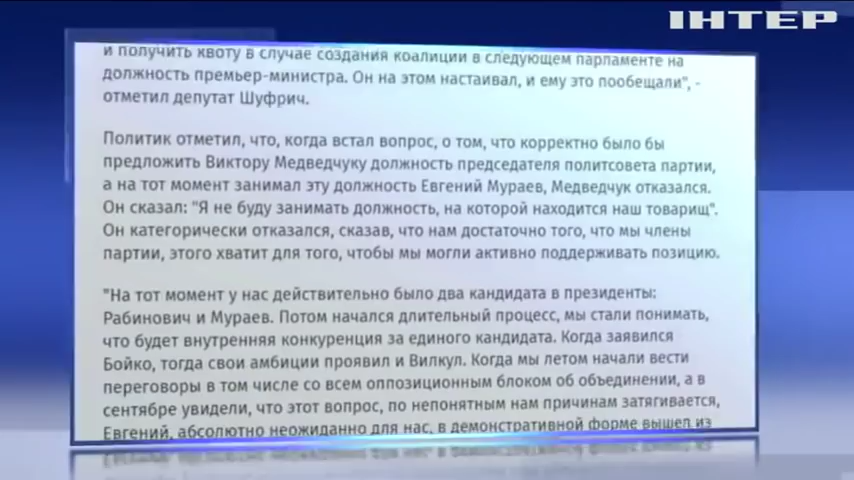 ІНТЕР
и получить квоту в случае создания коалиции в следующем парламенте на
должность премьер-министра. Он на этом настаивал, и ему это пообещали", -
отметил депутат Шуфрич.
Политик отметил, что, когда встал вопрос, о том, что корректно было бы
предложить Виктору Медведчуку должность председателя политсовета партии,
а на тот момент занимал эту должность Евгений Мураев, Медведчук отказался.
Он сказал: "Я не буду занимать должность, на которой находится наш товарищ".
Он категорически отказался, сказав, что нам достаточно того, что мы члены
партии, этого хватит для того, чтобы мы могли активно поддерживать позицию.
"На тот момент у нас действительно было два кандидата в президенты:
Рабинович и Мураев. Потом начался длительный процесс, мы стали понимать,
что будет внутренняя конкуренция за единого кандидата. Когда заявился
Бойко, тогда свои амбиции проявил и Вилкул. Когда мы летом начали вести
переговоры в том числе со всем оппозиционным блоком об объединении, а в
сентябре увидели, что этот вопрос, по непонятным нам причинам затягивается,
Евгений, абсолютно неожиданно для нас, в демонстративной форме вышел из